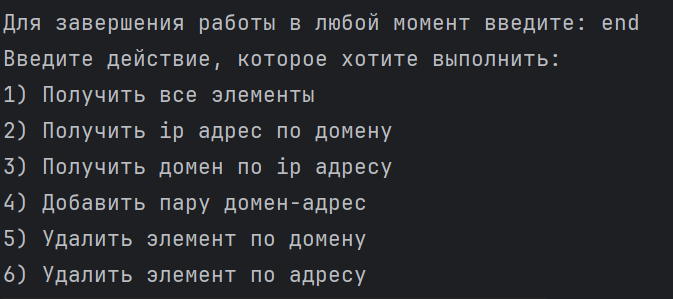 Для завершения работы в любой момент введите: end
Введите действие, которое хотите выполнить:
1) Получить все элементы
2) Получить ip адрес по домену
3) Получить домен по ip адресу
4) Добавить пару домен-адрес
5) Удалить элемент по домену
6) Удалить элемент по адресу